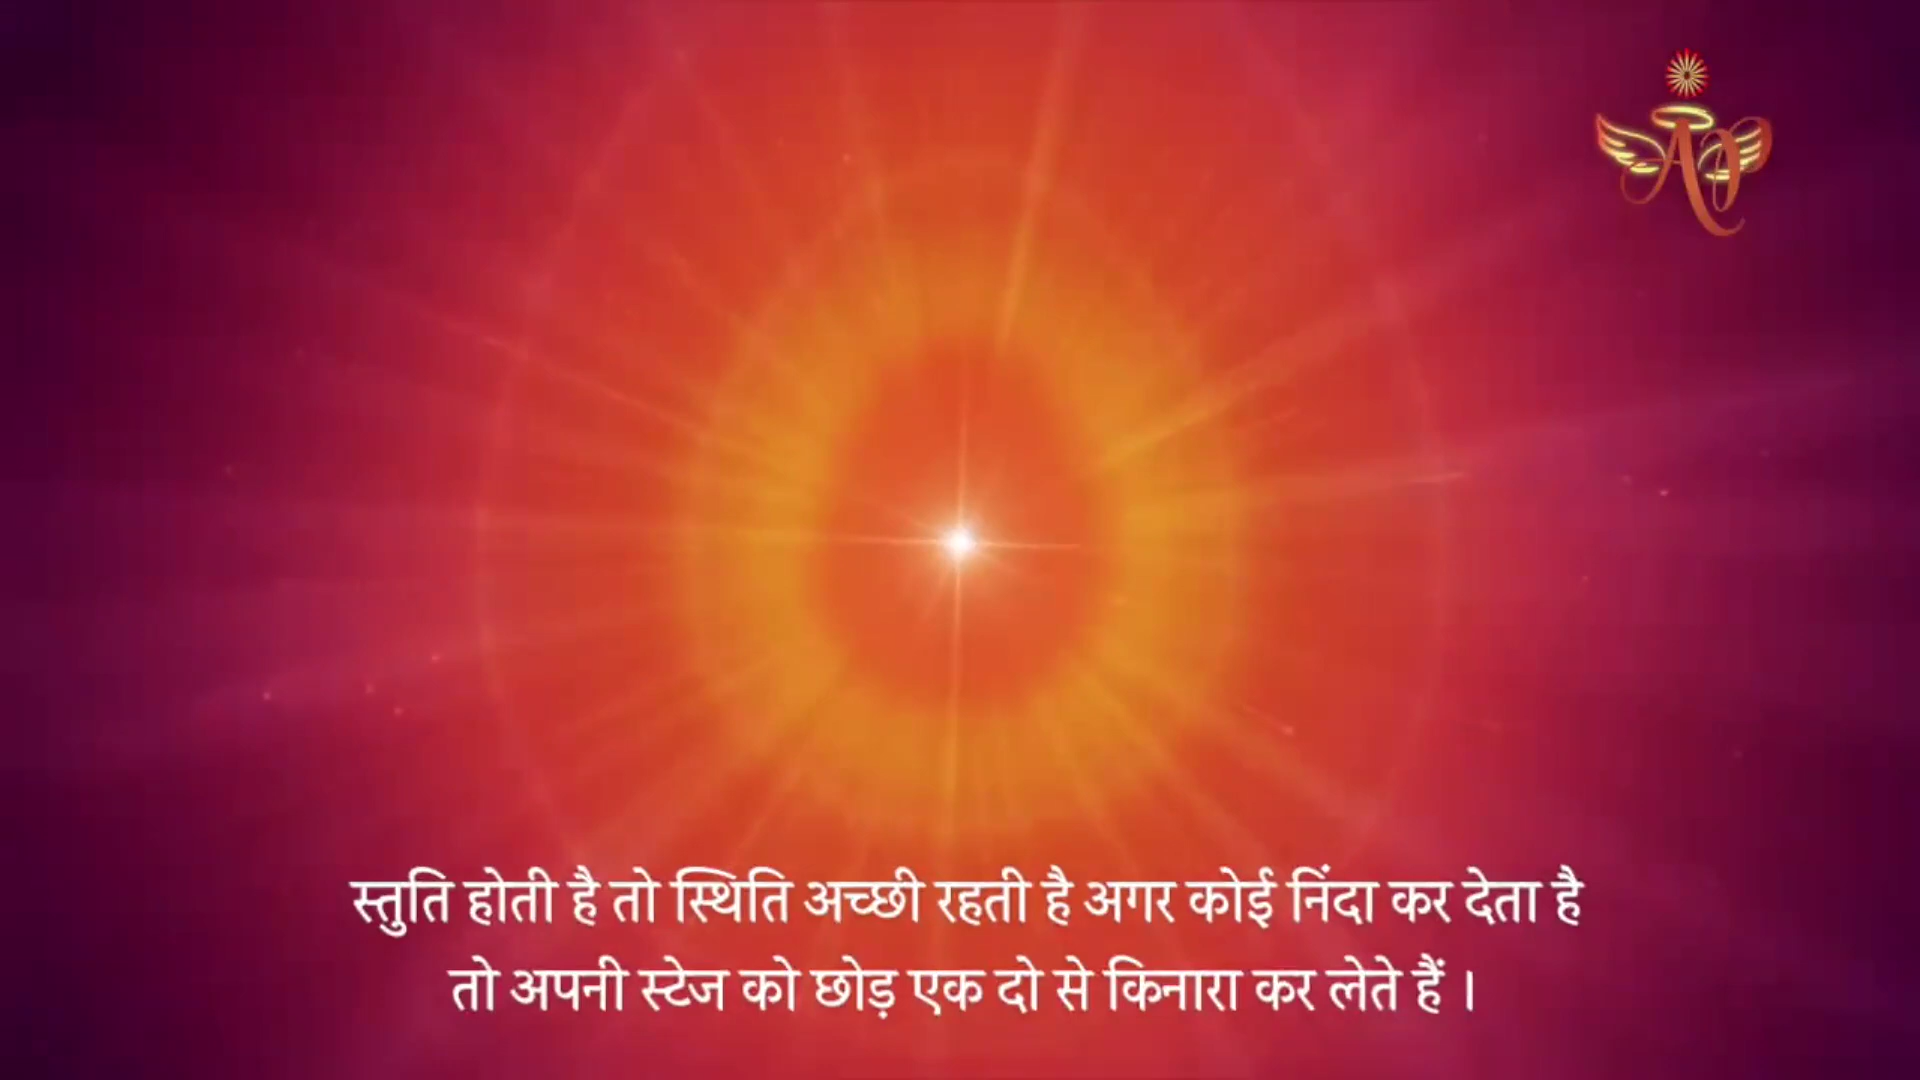 स्तुति होती है तो स्थिति अच्छी रहती है अगर कोई निंदा कर देता है
तो अपनी स्टेज को छोड़ एक दो से किनारा कर लेते हैं ।